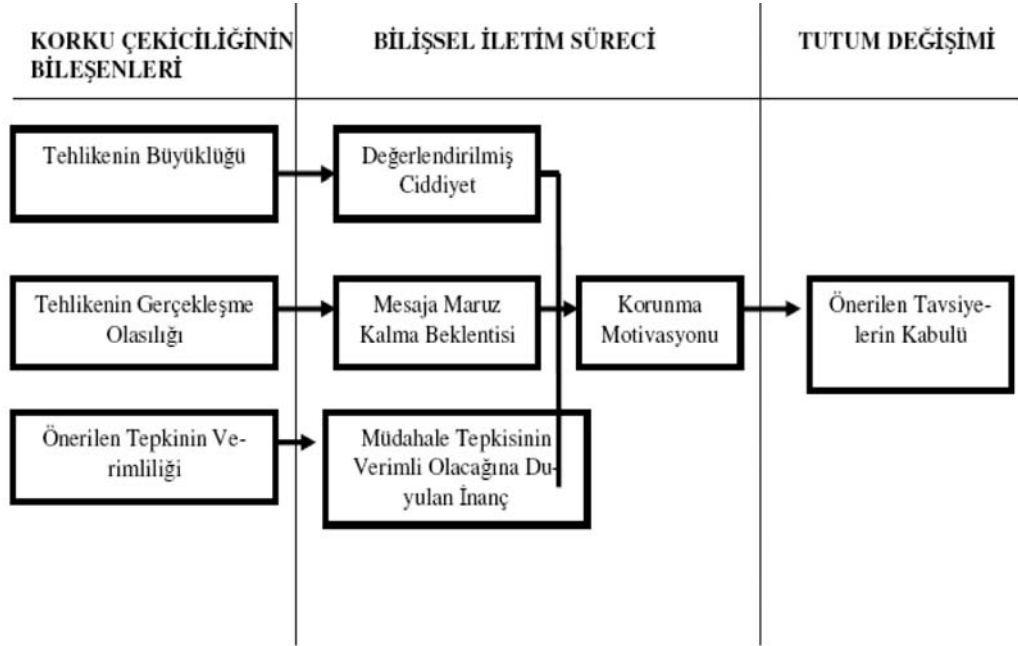 KORKU ÇEKİCİLİĞİNİN
BİLEŞENLERİ
BİLİŞSEL İLETİM SÜRECİ
TUTUM DEĞİŞİMİ
Tehlikenin Büyüklüğü
Değerlendirilmiş
Ciddiyet
Tehlikenin Gerçekleşme
Olasılığı
Mesaja Maruz
Kalma Beklentisi
Korunma
Motivasyonu
Önerilen Tavsiye-
lerin Kabulü
Önerilen Tepkinin Ve-
rimliliği
Müdahale Tepkisinin
Verimli Olacağına Du-
yulan İnanç